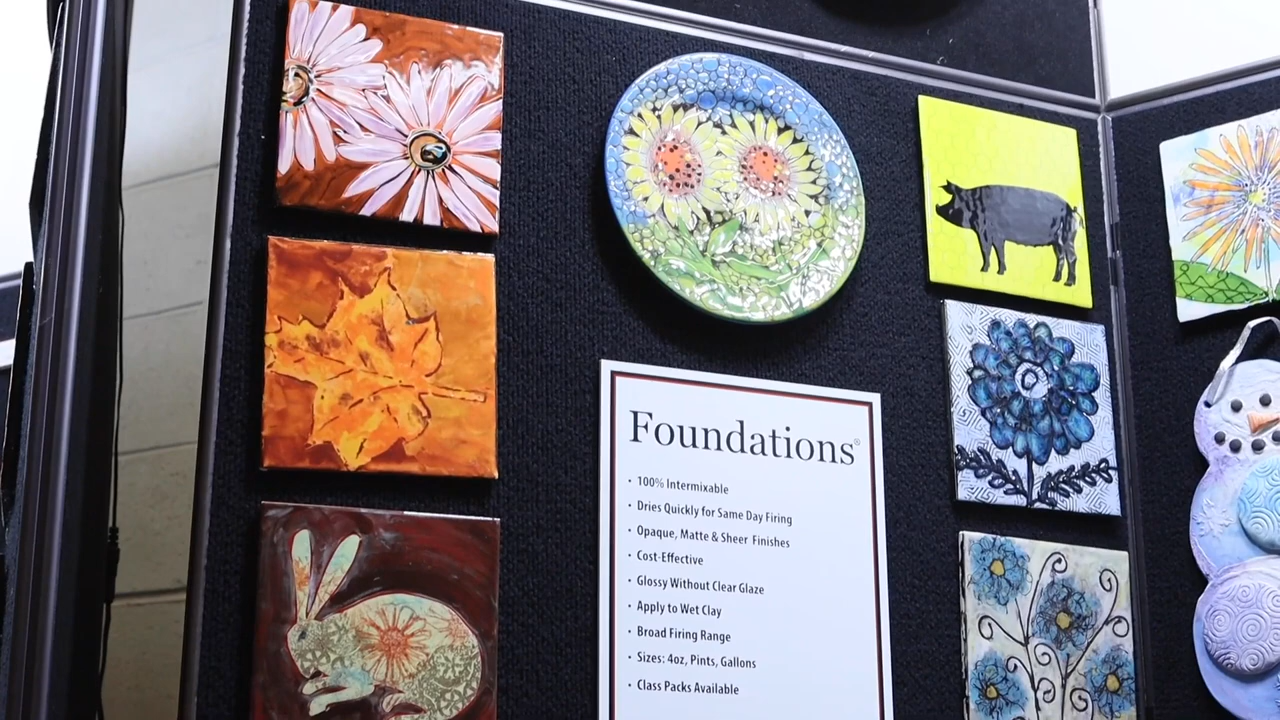 Foundations®
• 100% Intermixable
• Dries Quickly for Same Day Firing
• Opaque, Matte & Sheer Finishes
• Cost-Effective
• Glossy Without Clear Glaze
• Apply to Wet Clay
• Broad Firing Range
• Sizes: 4oz, Pints, Gallons
• Class Packs Available